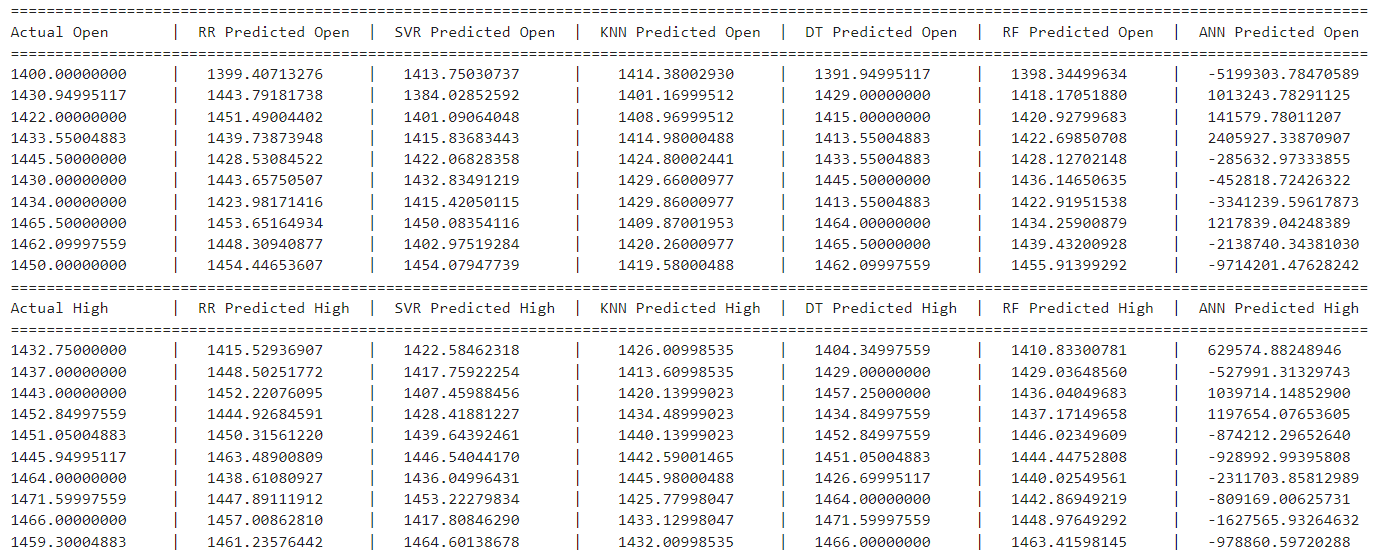 ==========================================================================================================================================================
Actual Open | RR Predicted Open | SVR Predicted Open | KNN Predicted Open | DT Predicted Open | RF Predicted Open | ANN Predicted Open
==========================================================================================================================================================
1400.00000000 | 1399.40713276 | 1413.75030737 | 1414.38002930 | 1391.94995117 | 1398.34499634 | -5199303.78470589
1430.94995117 | 1443.79181738 | 1384.02852592 | 1401.16999512 | 1429.00000000 | 1418.17051880 | 1013243.78291125
1422.00000000 | 1451.49004402 | 1401.09064048 | 1408.96999512 | 1415.00000000 | 1420.92799683 | 141579.78011207
1433.55004883 | 1439.73873948 | 1415.83683443 | 1414.98000488 | 1413.55004883 | 1422.69850708 | 2405927.33870907
1445.50000000 | 1428.53084522 | 1422.06828358 | 1424.80002441 | 1433.55004883 | 1428.12702148 | -285632.97333855
1430.00000000 | 1443.65750507 | 1432.83491219 | 1429.66000977 | 1445.50000000 | 1436.14650635 | -452818.72426322
1434.00000000 | 1423.98171416 | 1415.42050115 | 1429.86000977 | 1413.55004883 | 1422.91951538 | -3341239.59617873
1465.50000000 | 1453.65164934 | 1450.08354116 | 1409.87001953 | 1464.00000000 | 1434.25900879 | 1217839.04248389
1462.09997559 | 1448.30940877 | 1402.97519284 | 1420.26000977 | 1465.50000000 | 1439.43200928 | -2138740.34381030
1450.00000000 | 1454.44653607 | 1454.07947739 | 1419.58000488 | 1462.09997559 | 1455.91399292 | -9714201.47628242
==========================================================================================================================================================
Actual High | RR Predicted High | SVR Predicted High | KNN Predicted High | DT Predicted High | RF Predicted High | ANN Predicted High
==========================================================================================================================================================
1432.75000000 | 1415.52936907 | 1422.58462318 | 1426.00998535 | 1404.34997559 | 1410.83300781 | 629574.88248946
1437.00000000 | 1448.50251772 | 1417.75922254 | 1413.60998535 | 1429.00000000 | 1429.03648560 | -527991.31329743
1443.00000000 | 1452.22076095 | 1407.45988456 | 1420.13999023 | 1457.25000000 | 1436.04049683 | 1039714.14852900
1452.84997559 | 1444.92684591 | 1428.41881227 | 1434.48999023 | 1434.84997559 | 1437.17149658 | 1197654.07653605
1451.05004883 | 1450.31561220 | 1439.64392461 | 1440.13999023 | 1452.84997559 | 1446.02349609 | -874212.29652640
1445.94995117 | 1463.48900809 | 1446.54044170 | 1442.59001465 | 1451.05004883 | 1444.44752808 | -928992.99395808
1464.00000000 | 1438.61080927 | 1436.04996431 | 1445.98000488 | 1426.69995117 | 1440.02549561 | -2311703.85812989
1471.59997559 | 1447.89111912 | 1453.22279834 | 1425.77998047 | 1464.00000000 | 1442.86949219 | -809169.00625731
1466.00000000 | 1457.00862810 | 1417.80846290 | 1433.12998047 | 1471.59997559 | 1448.97649292 | -1627565.93264632
1459.30004883 | 1461.23576442 | 1464.60138678 | 1432.00998535 | 1466.00000000 | 1463.41598145 | -978860.59720288